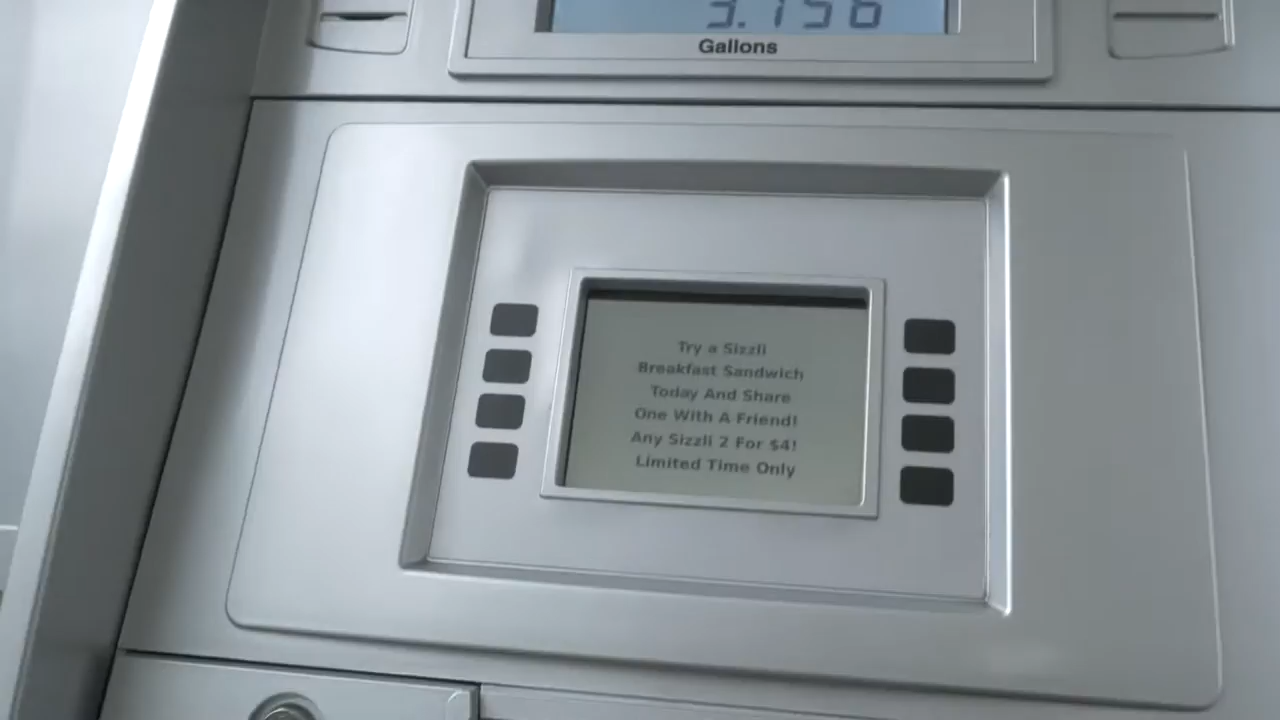 3.156
Gallons
Try a Sizzli
Breakfast Sandwich
Today And Share
One With A Friend!
Any Sizzli 2 For $4!
Limited Time Only